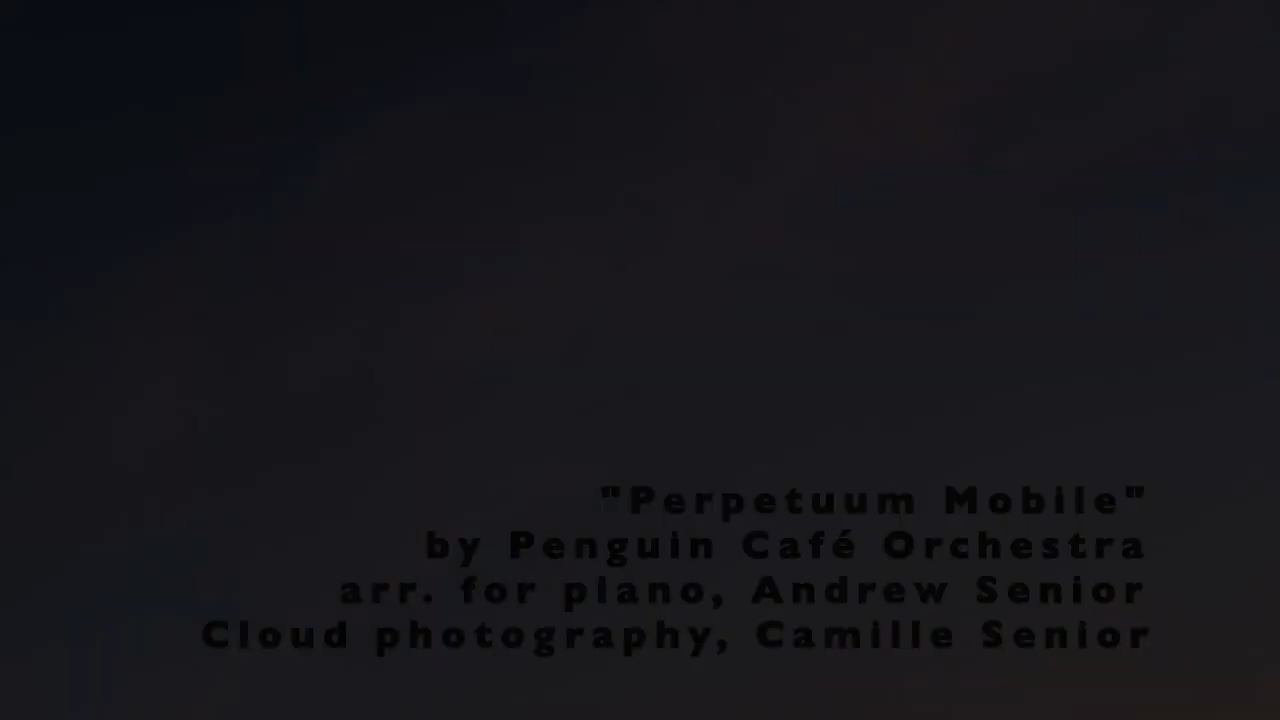 "Perpetuum Mobile"
by Penguin Café Orchestra
arr. for piano, Andrew Senior
Cloud photography, Camille Senior